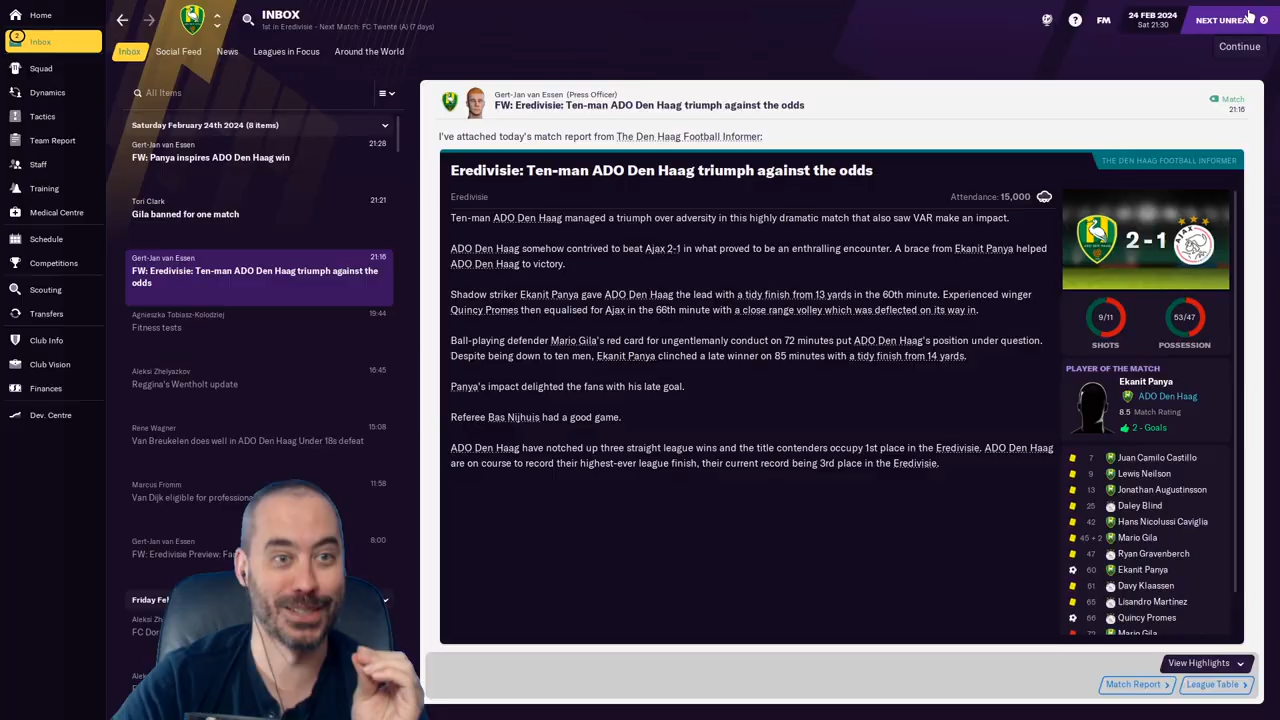 Home
2
Inbox
Squad
Dynamics
Tactics
Team Report
Staff
Training
Medical Centre
Schedule
Competitions
Scouting
Transfers
Club Info
Club Vision
Finances
Dev. Centre
INBOX
1st in Eredivisie - Next Match: FC Twente (A) (7 days)
FM
24 FEB 2024
Sat 21:30
Continue
Inbox
Social Feed
News
Leagues in Focus
Around the World
All Items
Saturday February 24th 2024 (8 items)
Gert-Jan van Essen 21:28
FW: Panya inspires ADO Den Haag win
Tori Clark 21:21
Gila banned for one match
Gert-Jan van Essen 21:16
FW: Eredivisie: Ten-man ADO Den Haag triumph against the
odds
Agnieszka Tobiasz-Kolodziej 19:44
Fitness tests
Aleksi Zhelyazkov 16:45
Reggina's Wentholt update
Rene Wagner 15:08
Van Breukelen does well in ADO Den Haag Under 18s defeat
Marcus Fromm 11:58
Van Dijk eligible for
Gert-Jan van Essen 8:00
FW: Eredivisie Preview:
Friday
FC
Gert-Jan van Essen (Press Officer)
FW: Eredivisie: Ten-man ADO Den Haag triumph against the odds
Match
21:16
I've attached today's match report from The Den Haag Football Informer:
THE DEN HAAG FOOTBALL INFORMER
Eredivisie: Ten-man ADO Den Haag triumph against the odds
Eredivisie
Attendance: 15,000
Ten-man ADO Den Haag managed a triumph over adversity in this highly dramatic match that also saw VAR make an impact.
ADO Den Haag somehow contrived to beat Ajax 2-1 in what proved to be an enthralling encounter. A brace from Ekanit Panya helped
ADO Den Haag to victory.
Shadow striker Ekanit Panya gave ADO Den Haag the lead with a tidy finish from 13 yards in the 60th minute. Experienced winger
Quincy Promes then equalised for Ajax in the 66th minute with a close range volley which was deflected on its way in.
Ball-playing defender Mario Gila's red card for ungentlemanly conduct on 72 minutes put ADO Den Haag's position under question.
Despite being down to ten men, Ekanit Panya clinched a late winner on 85 minutes with a tidy finish from 14 yards.
Panya's impact delighted the fans with his late goal.
Referee Bas Nijhuis had a good game.
ADO Den Haag have notched up three straight league wins and the title contenders occupy 1st place in the Eredivisie. ADO Den Haag
are on course to record their highest-ever league finish, their current record being 3rd place in the Eredivisie.
2 - 1
9/11
SHOTS
53/47
POSSESSION
PLAYER OF THE MATCH
Ekanit Panya
ADO Den Haag
8.5 Match Rating
2 - Goals
7 Juan Camilo Castillo
9 Lewis Neilson
13 Jonathan Augustinsson
25 Daley Blind
42 Hans Nicolussi Caviglia
45 + 2 Mario Gila
47 Ryan Gravenberch
60 Ekanit Panya
61 Davy Klaassen
65 Lisandro Martínez
66 Quincy Promes
72 Mario Gila
View Highlights
Match Report
League Table